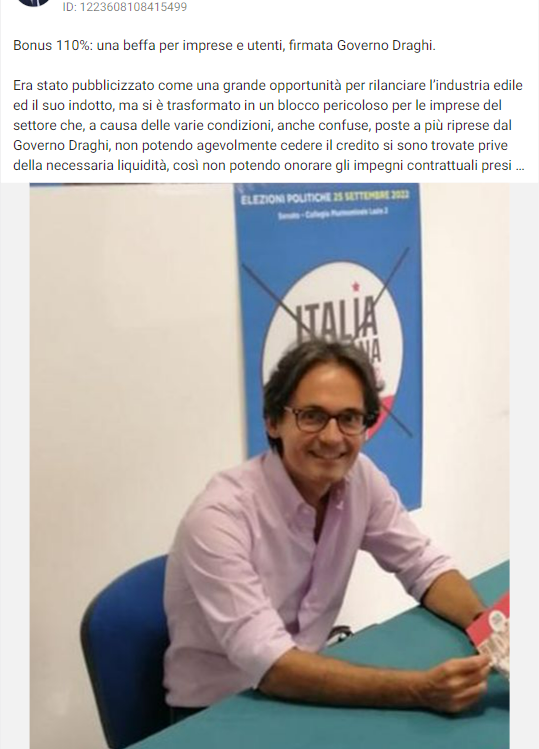 ID: 1223608108415499
Bonus 110%: una beffa per imprese e utenti, firmata Governo Draghi.
Era stato pubblicizzato come una grande opportunità per rilanciare l'industria edile
ed il suo indotto, ma si è trasformato in un blocco pericoloso per le imprese del
settore che, a causa delle varie condizioni, anche confuse, poste a più riprese dal
Governo Draghi, non potendo agevolmente cedere il credito si sono trovate prive
della necessaria liquidità, così non potendo onorare gli impegni contrattuali presi ...
ELEZIONI POLITICHE 25 SETTEMBRE 2022
Senato - Collegio Plurinominale Lazio 2
ITALIA